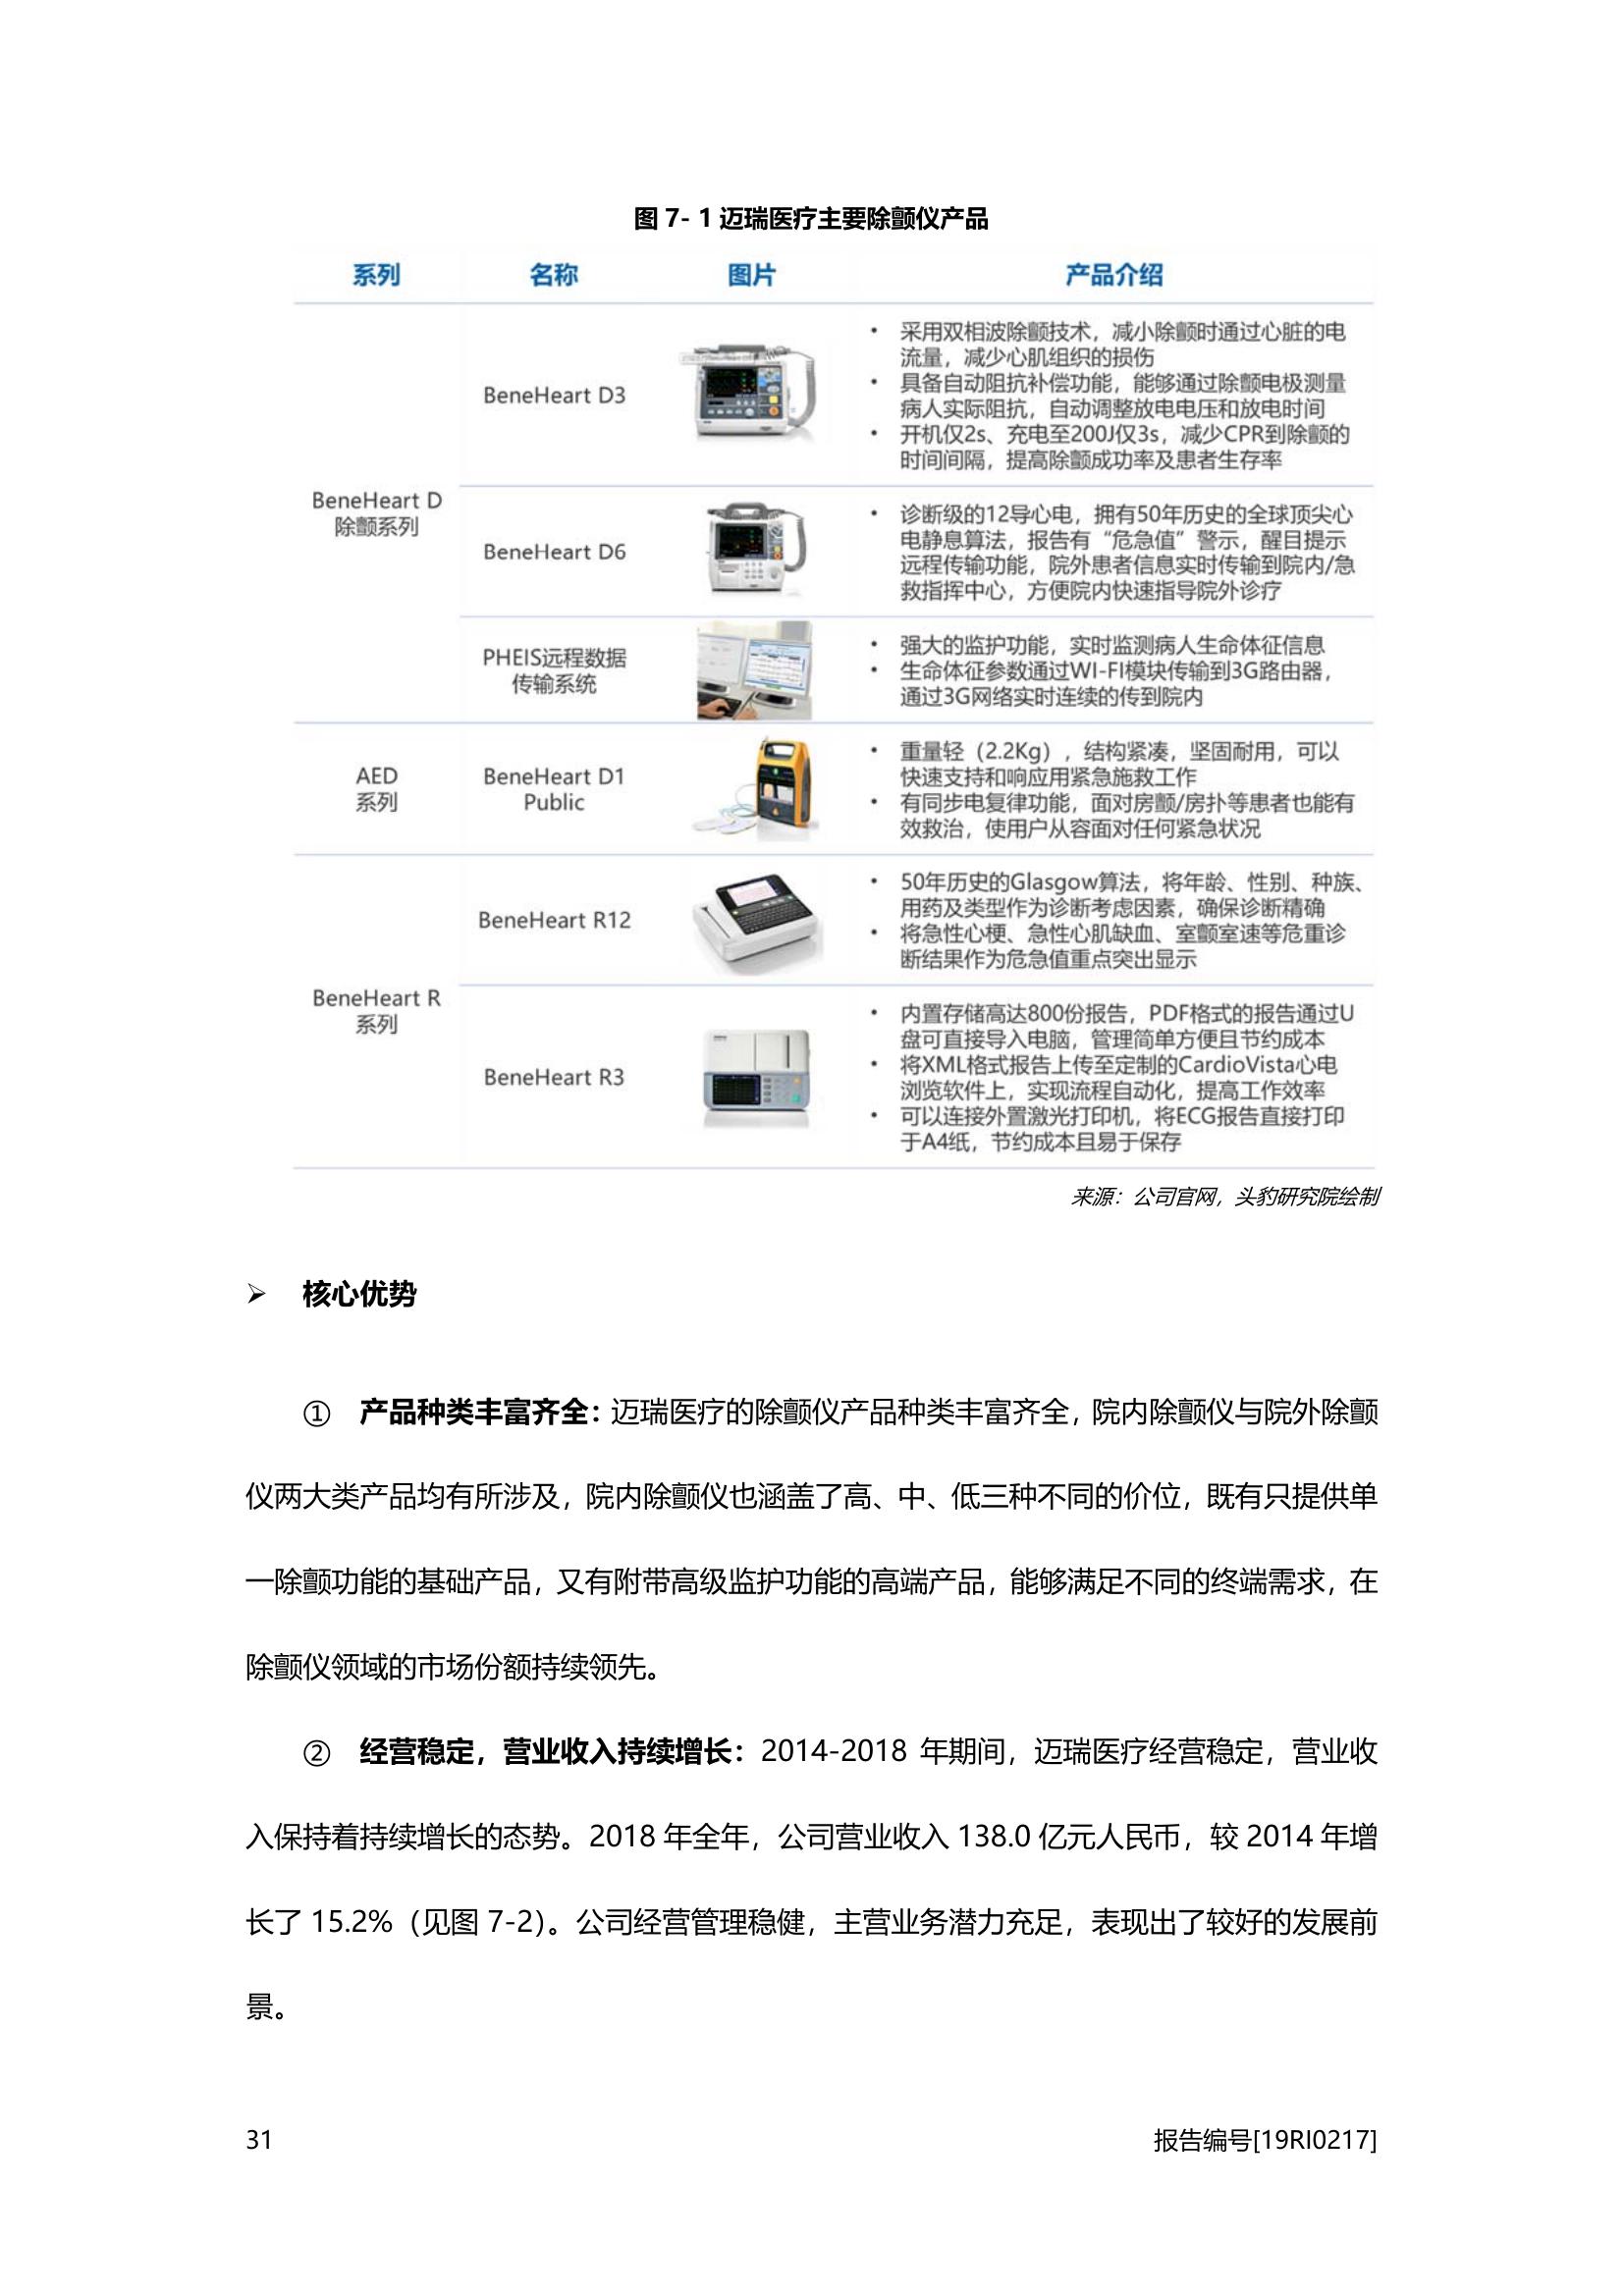 图 7- 1 迈瑞医疗主要除颤仪产品
系列 名称 图片 产品介绍
BeneHeart D
除颤系列
BeneHeart D3
• 采用双相波除颤技术，减小除颤时通过心脏的电
流量，减少心肌组织的损伤
• 具备自动阻抗补偿功能，能够通过除颤电极测量
病人实际阻抗，自动调整放电电压和放电时间
• 开机仅2s、充电至200J仅3s，减少CPR到除颤的
时间间隔，提高除颤成功率及患者生存率
BeneHeart D6
• 诊断级的12导心电，拥有50年历史的全球顶尖心
电静息算法，报告有“危急值”警示，醒目提示
远程传输功能，院外患者信息实时传输到院内/急
救指挥中心，方便院内快速指导院外诊疗
PHEIS远程数据
传输系统
• 强大的监护功能，实时监测病人生命体征信息
• 生命体征参数通过WI-FI模块传输到3G路由器，
通过3G网络实时连续的传到院内
AED
系列
BeneHeart D1
Public
• 重量轻（2.2Kg），结构紧凑，坚固耐用，可以
快速支持和响应用紧急施救工作
• 有同步电复律功能，面对房颤/房扑等患者也能有
效救治，使用户从容面对任何紧急状况
BeneHeart R
系列
BeneHeart R12
• 50年历史的Glasgow算法，将年龄、性别、种族、
用药及类型作为诊断考虑因素，确保诊断精确
• 将急性心梗、急性心肌缺血、室颤室速等危重诊
断结果作为危急值重点突出显示
BeneHeart R3
• 内置存储高达800份报告，PDF格式的报告通过U
盘可直接导入电脑，管理简单方便且节约成本
• 将XML格式报告上传至定制的CardioVista心电
浏览软件上，实现流程自动化，提高工作效率
• 可以连接外置激光打印机，将ECG报告直接打印
于A4纸，节约成本且易于保存
来源：公司官网，头豹研究院绘制
➢ 核心优势
① 产品种类丰富齐全：迈瑞医疗的除颤仪产品种类丰富齐全，院内除颤仪与院外除颤
仪两大类产品均有所涉及，院内除颤仪也涵盖了高、中、低三种不同的价位，既有只提供单
一除颤功能的基础产品，又有附带高级监护功能的高端产品，能够满足不同的终端需求，在
除颤仪领域的市场份额持续领先。
② 经营稳定，营业收入持续增长：2014-2018 年期间，迈瑞医疗经营稳定，营业收
入保持着持续增长的态势。2018 年全年，公司营业收入 138.0 亿元人民币，较 2014 年增
长了 15.2%（见图 7-2）。公司经营管理稳健，主营业务潜力充足，表现出了较好的发展前
景。
31 报告编号[19RI0217]